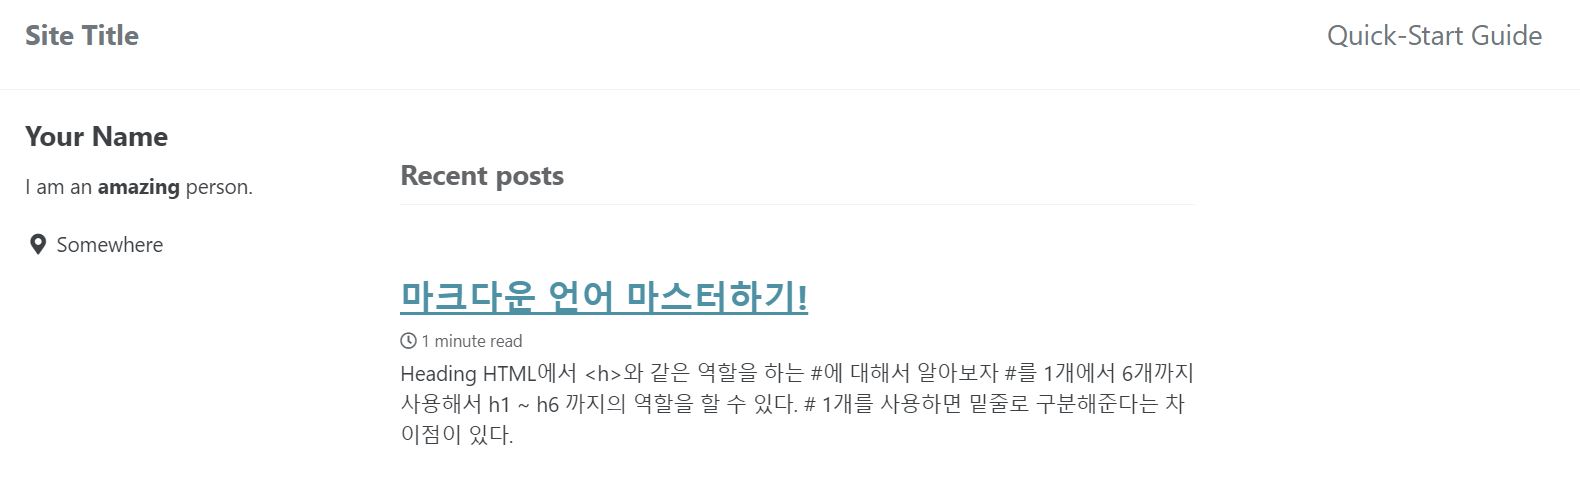 Site Title
Quick-Start Guide
Your Name
I am an amazing person.
Somewhere
Recent posts
마크다운 언어 마스터하기!
1 minute read
Heading HTML에서 <h>와 같은 역할을 하는 #에 대해서 알아보자 #를 1개에서 6개까지
사용해서 h1 ~ h6 까지의 역할을 할 수 있다. # 1개를 사용하면 밑줄로 구분해준다는 차
이점이 있다.